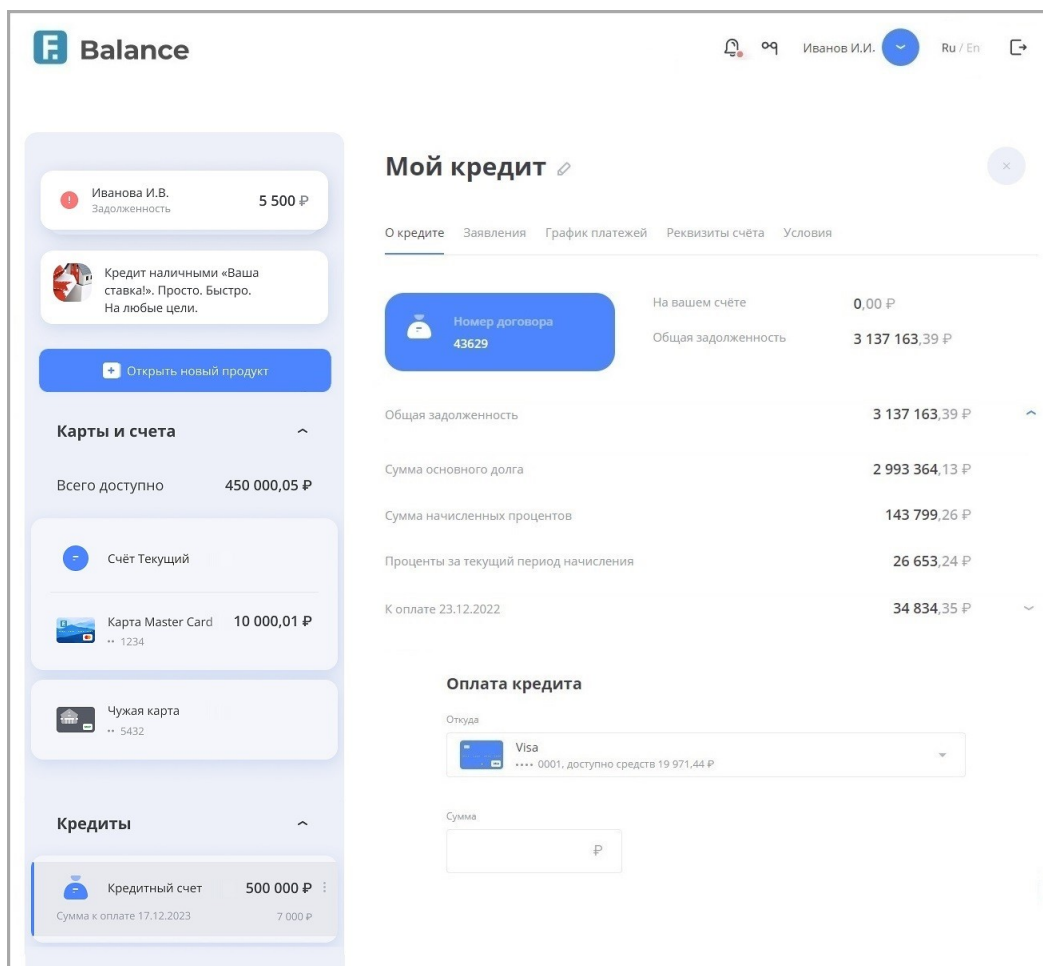 Balance
Иванов И.И.
Ru / En
Иванова И.В.
Задолженность
5 500 ₽
Кредит наличными «Ваша
ставка!». Просто. Быстро.
На любые цели.
Открыть новый продукт
Карты и счета
Всего доступно 450 000,05 ₽
Счёт Текущий
Карта Master Card 10 000,01 ₽
•• 1234
Чужая карта
•• 5432
Кредиты
Кредитный счет 500 000 ₽
Сумма к оплате 17.12.2023 7 000 ₽
Мой кредит
О кредите Заявления График платежей Реквизиты счёта Условия
Номер договора
43629
На вашем счёте 0,00 ₽
Общая задолженность 3 137 163,39 ₽
Общая задолженность 3 137 163,39 ₽
Сумма основного долга 2 993 364,13 ₽
Сумма начисленных процентов 143 799,26 ₽
Проценты за текущий период начисления 26 653,24 ₽
К оплате 23.12.2022 34 834,35 ₽
Оплата кредита
Откуда
Visa
•••• 0001, доступно средств 19 971,44 ₽
Сумма
₽